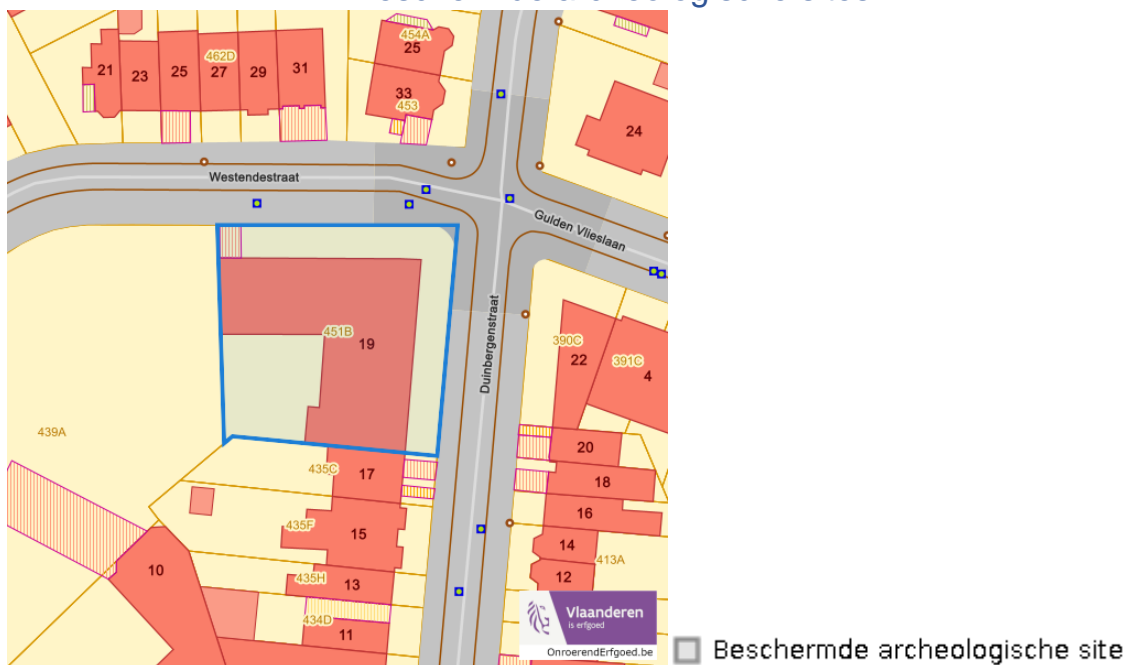 454A
25
462D
21
23
25
27
29
31
33
453
24
Westendestraat
Gulden Vlieslaan
Duinbergenstraat
451B
19
390C
22
391C
4
439A
435C
17
20
18
16
435F
15
14
413A
10
435H
13
12
434D
11
Vlaanderen
is erfgoed
OnroerendErfgoed.be
Beschermde archeologische site